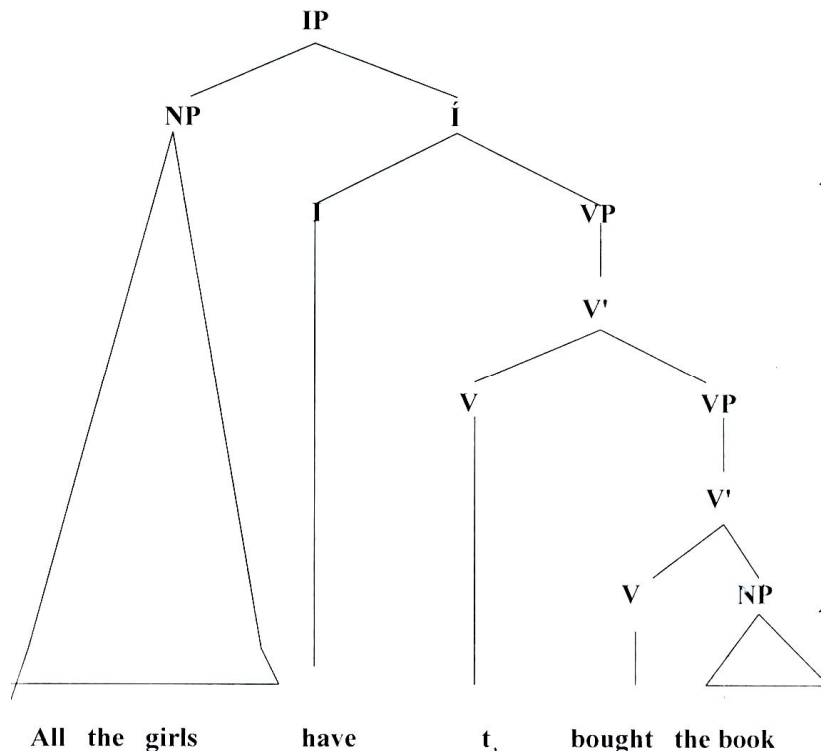 IP
NP Í
I VP
V'
V VP
V'
V NP
All the girls have t, bought the book